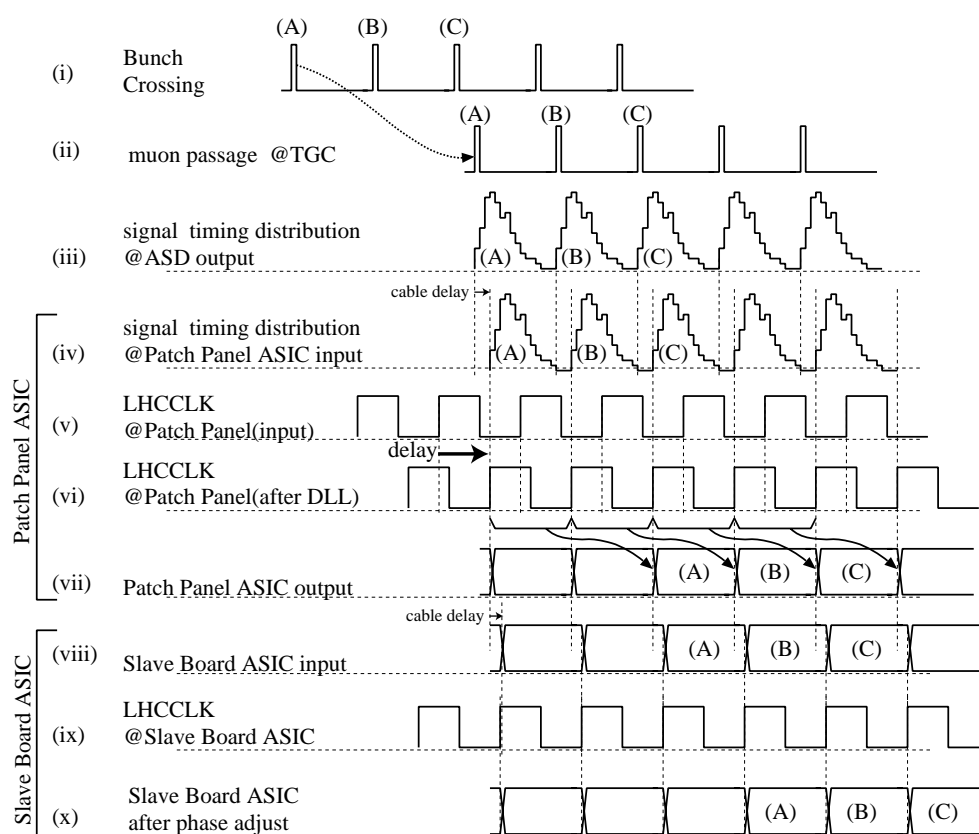 (A) (B) (C)
(i) Bunch
Crossing
(A) (B) (C)
(ii) muon passage @TGC
signal timing distribution
(iii) @ASD output
(A) (B) (C)
cable delay
signal timing distribution
(iv) @Patch Panel ASIC input
(A) (B) (C)
LHCCLK
(v) @Patch Panel(input)
delay
LHCCLK
(vi) @Patch Panel(after DLL)
(vii) Patch Panel ASIC output
(A) (B) (C)
Patch Panel ASIC
cable delay
(viii) Slave Board ASIC input
(A) (B) (C)
LHCCLK
(ix) @Slave Board ASIC
Slave Board ASIC
(x) after phase adjust
(A) (B) (C)
Slave Board ASIC